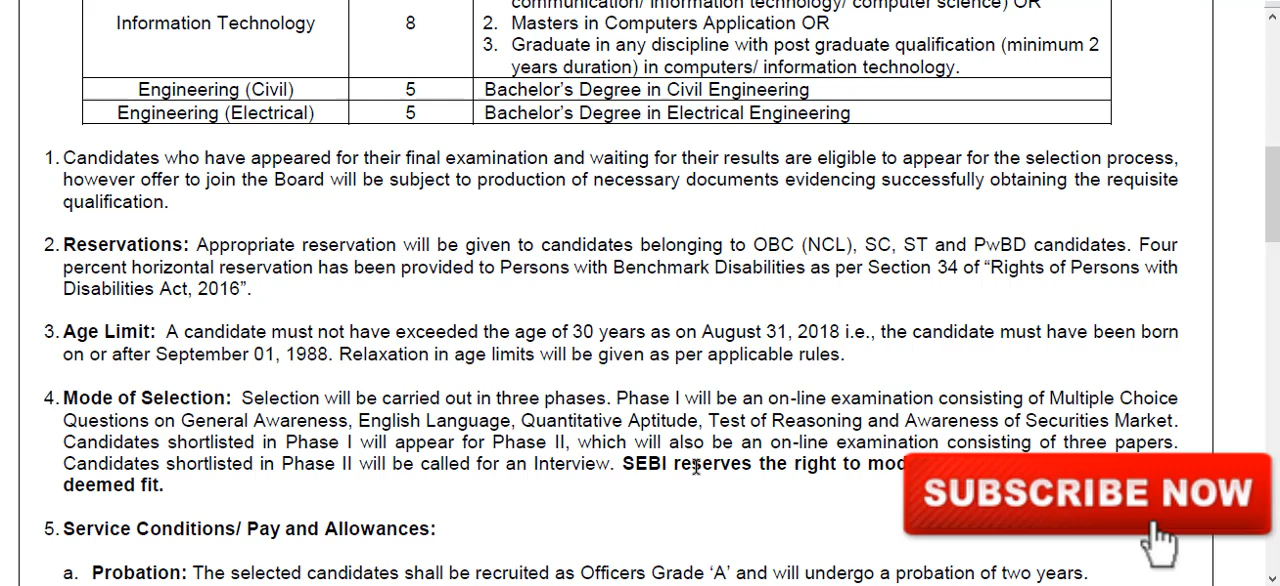 communication/ information technology/ computer science) OR
Information Technology 8 2. Masters in Computers Application OR
3. Graduate in any discipline with post graduate qualification (minimum 2
years duration) in computers/ information technology.
Engineering (Civil) 5 Bachelor's Degree in Civil Engineering
Engineering (Electrical) 5 Bachelor's Degree in Electrical Engineering
1. Candidates who have appeared for their final examination and waiting for their results are eligible to appear for the selection process,
however offer to join the Board will be subject to production of necessary documents evidencing successfully obtaining the requisite
qualification.
2. Reservations: Appropriate reservation will be given to candidates belonging to OBC (NCL), SC, ST and PwBD candidates. Four
percent horizontal reservation has been provided to Persons with Benchmark Disabilities as per Section 34 of “Rights of Persons with
Disabilities Act, 2016”.
3. Age Limit: A candidate must not have exceeded the age of 30 years as on August 31, 2018 i.e., the candidate must have been born
on or after September 01, 1988. Relaxation in age limits will be given as per applicable rules.
4. Mode of Selection: Selection will be carried out in three phases. Phase I will be an on-line examination consisting of Multiple Choice
Questions on General Awareness, English Language, Quantitative Aptitude, Test of Reasoning and Awareness of Securities Market.
Candidates shortlisted in Phase I will appear for Phase II, which will also be an on-line examination consisting of three papers.
Candidates shortlisted in Phase II will be called for an Interview. SEBI reserves the right to
deemed fit.
SUBSCRIBE NOW
5. Service Conditions/ Pay and Allowances:
a. Probation: The selected candidates shall be recruited as Officers Grade ‘A’ and will undergo a probation of two years.